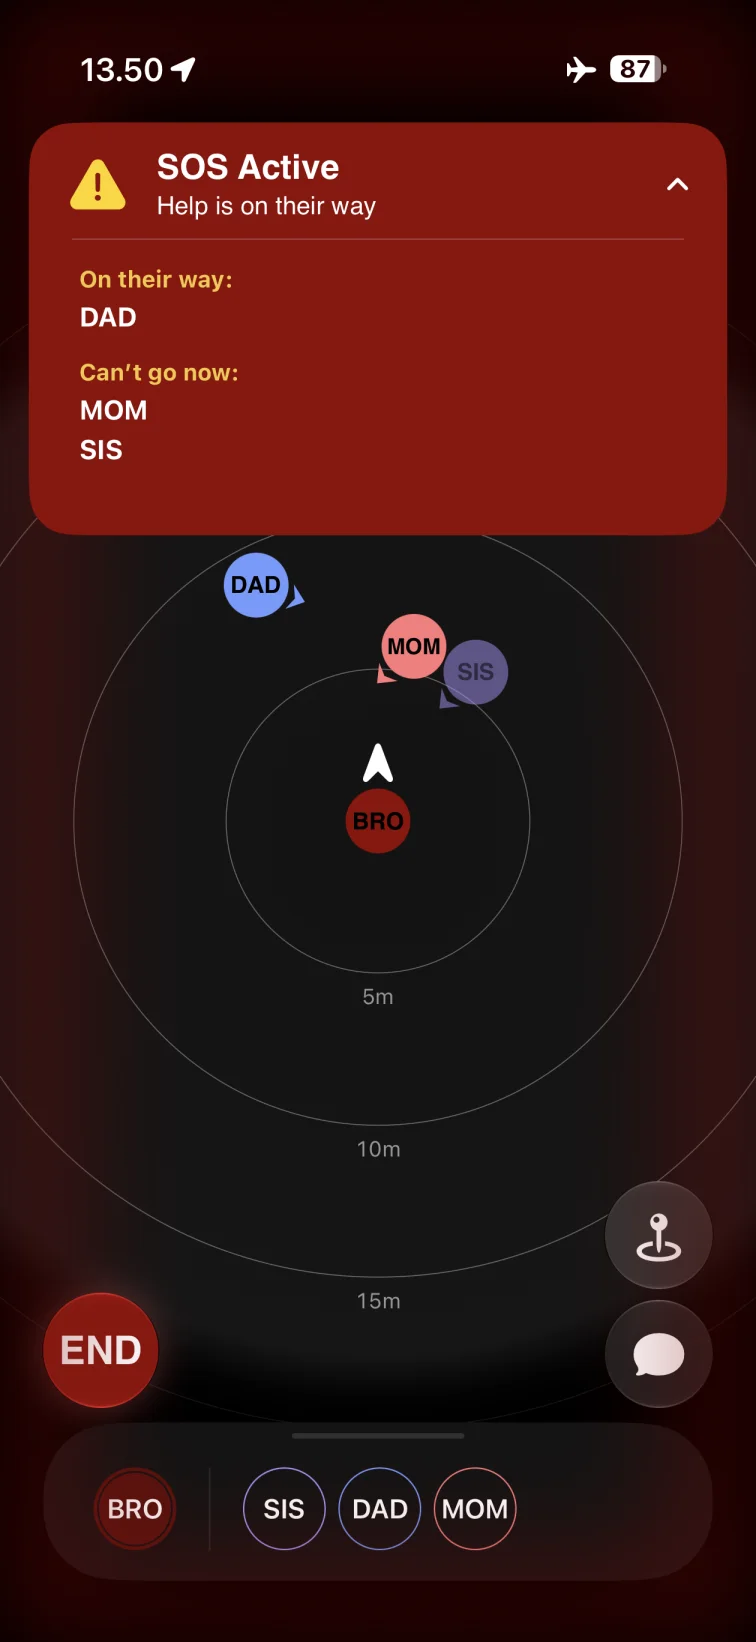 13.50
87
SOS Active
Help is on their way
On their way:
DAD
Can't go now:
MOM
SIS
DAD
MOM
SIS
BRO
5m
10m
15m
END
BRO SIS DAD MOM